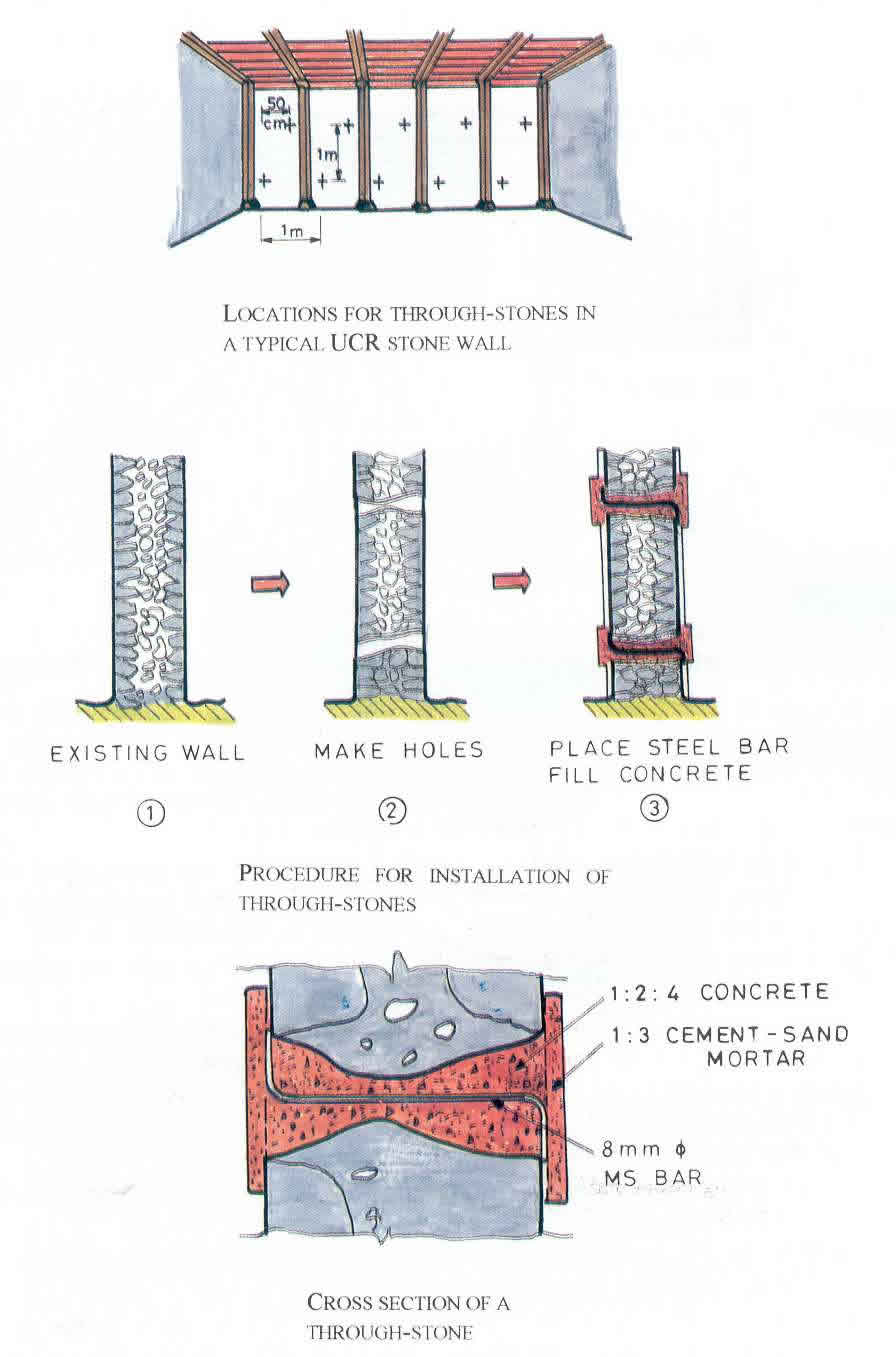 50
cm
1m
1m
LOCATIONS FOR THROUGH-STONES IN
A TYPICAL UCR STONE WALL
EXISTING WALL
1
MAKE HOLES
2
PLACE STEEL BAR
FILL CONCRETE
3
PROCEDURE FOR INSTALLATION OF
THROUGH-STONES
1:2:4 CONCRETE
1:3 CEMENT-SAND
MORTAR
8mm ϕ
MS BAR
CROSS SECTION OF A
THROUGH-STONE